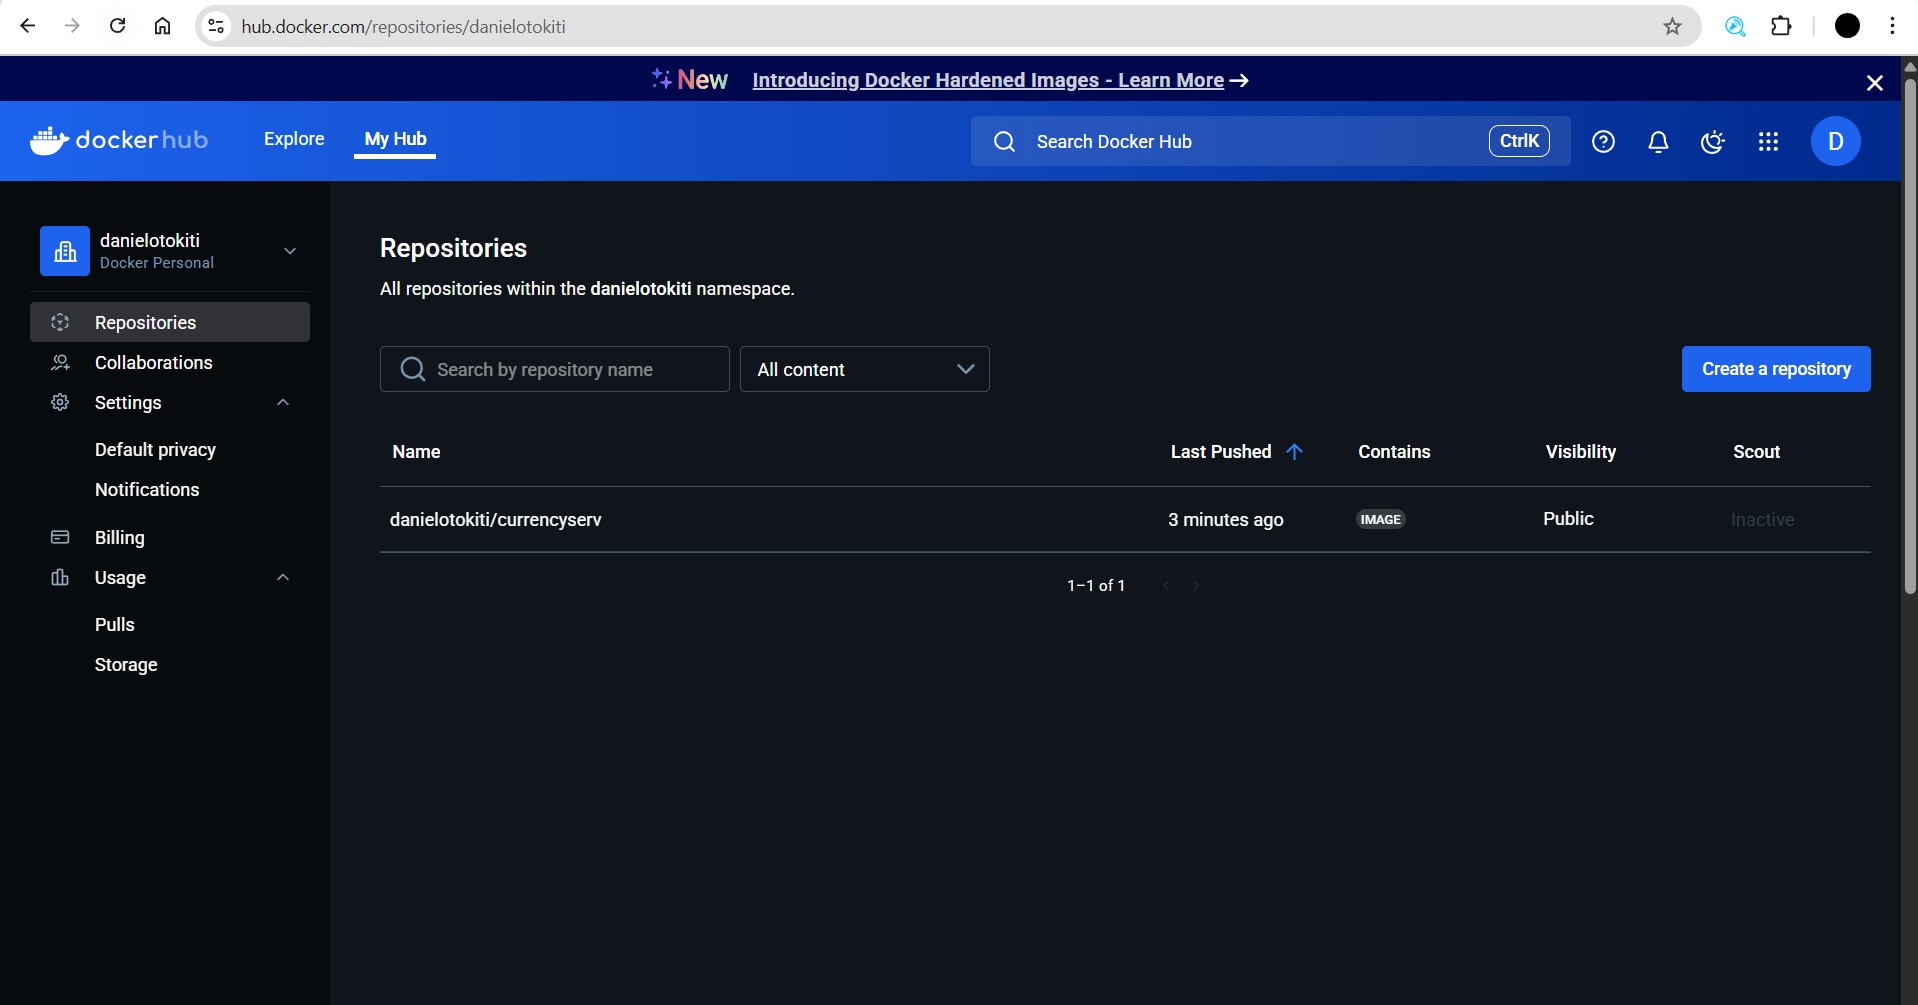 hub.docker.com/repositories/danielotokiti
New Introducing Docker Hardened Images - Learn More
dockerhub Explore My Hub Search Docker Hub CtrlK D
danielotokiti
Docker Personal
Repositories
Collaborations
Settings
Default privacy
Notifications
Billing
Usage
Pulls
Storage
Repositories
All repositories within the danielotokiti namespace.
Search by repository name All content Create a repository
Name Last Pushed Contains Visibility Scout
danielotokiti/currencyserv 3 minutes ago IMAGE Public Inactive
1–1 of 1